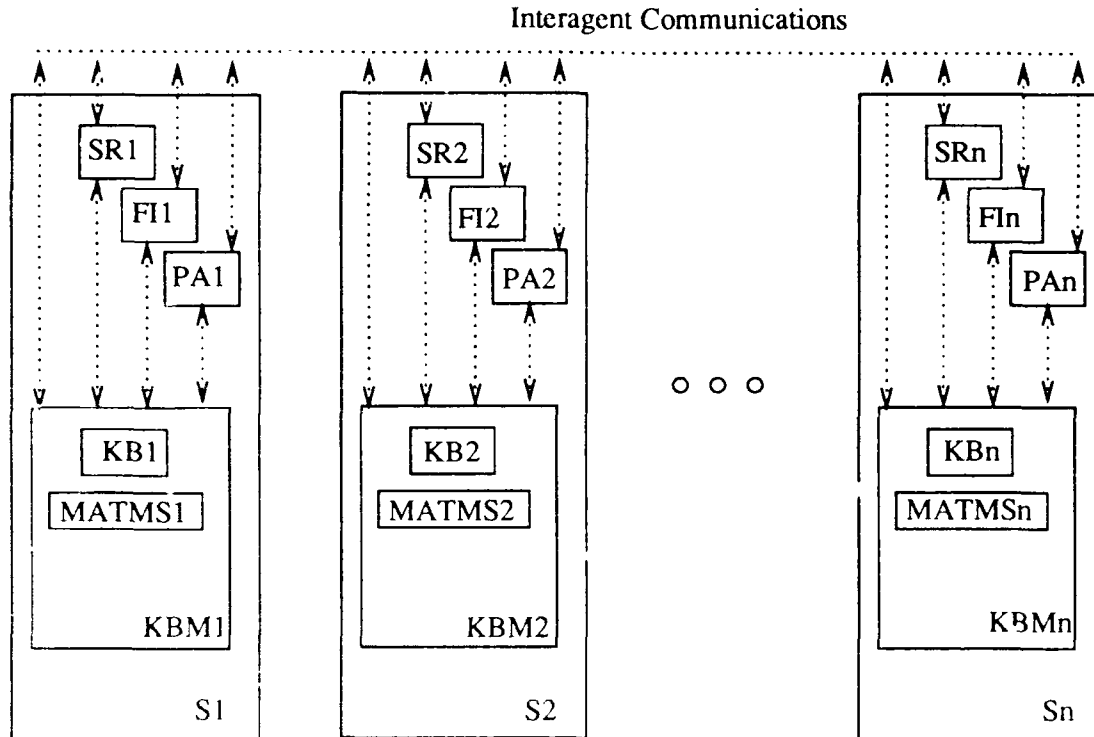 Interagent Communications
SR1
FI1
PA1
KB1
MATMS1
KBM1
S1
SR2
FI2
PA2
KB2
MATMS2
KBM2
S2
SRn
FIn
PAn
KBn
MATMSn
KBMn
Sn